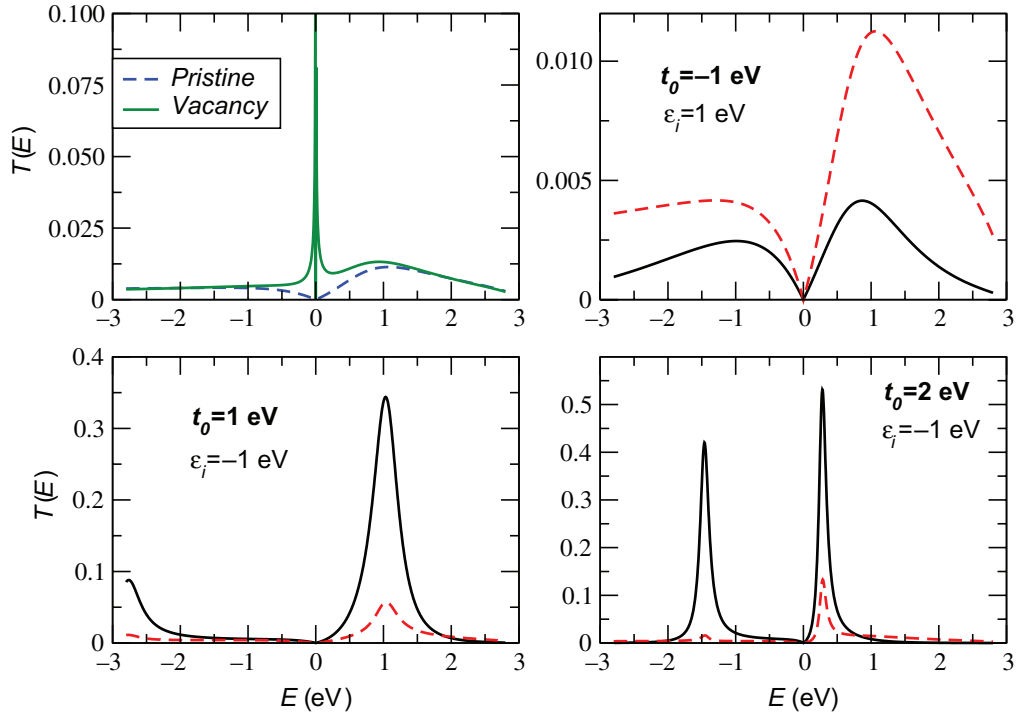 0.100
0.075
0.050
0.025
0
T(E)
Pristine
Vacancy
−3 −2 −1 0 1 2 3
0.010
0.005
0.000
t0=−1 eV
εi=1 eV
−3 −2 −1 0 1 2 3
0.4
0.3
0.2
0.1
0
T(E)
t0=1 eV
εi=−1 eV
−3 −2 −1 0 1 2 3
E (eV)
0.5
0.4
0.3
0.2
0.1
0
t0=2 eV
εi=−1 eV
−3 −2 −1 0 1 2 3
E (eV)